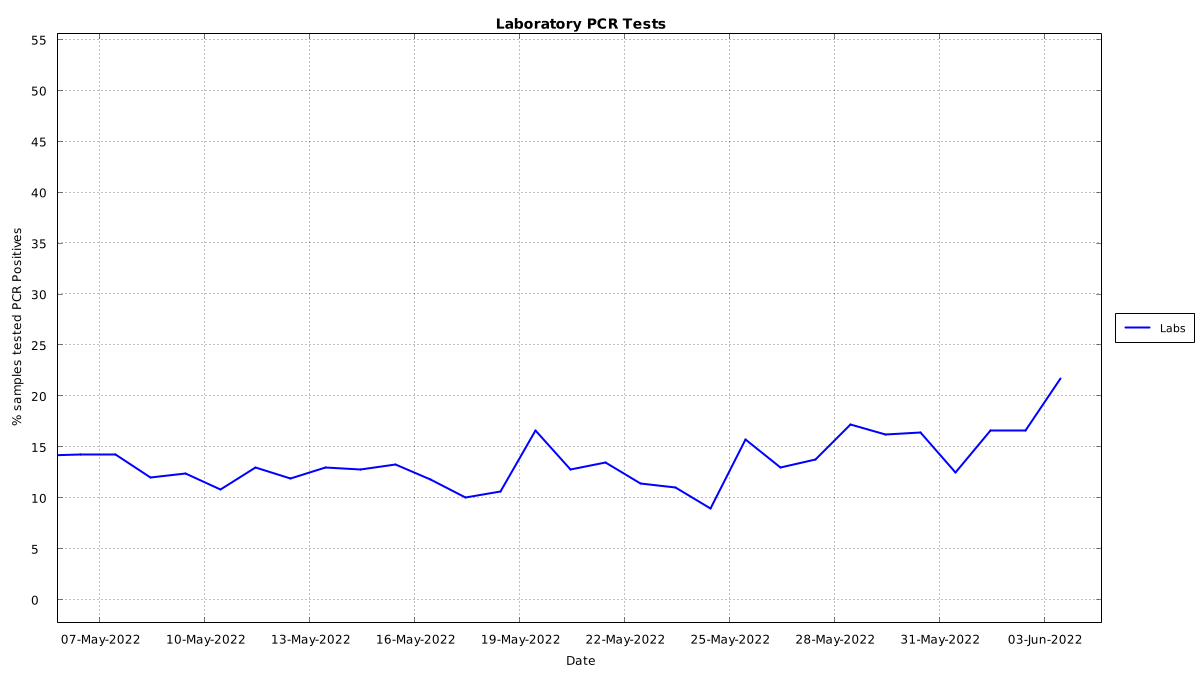 Laboratory PCR Tests
55
50
45
40
35
30
25
20
15
10
5
0
% samples tested PCR Positives
07-May-2022 10-May-2022 13-May-2022 16-May-2022 19-May-2022 22-May-2022 25-May-2022 28-May-2022 31-May-2022 03-Jun-2022
Date
Labs